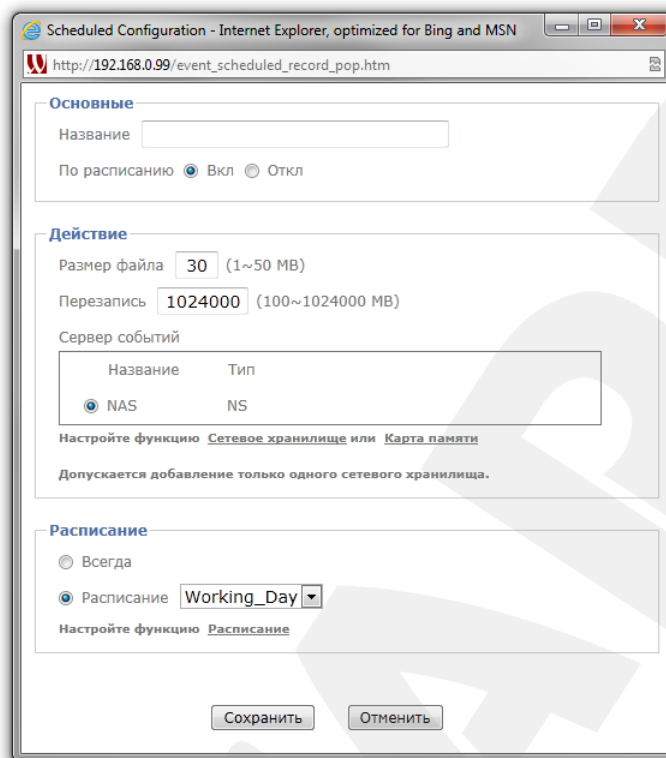 Scheduled Configuration - Internet Explorer, optimized for Bing and MSN
http://192.168.0.99/event_scheduled_record_pop.htm
Основные
Название
По расписанию Вкл Откл
Действие
Размер файла 30 (1~50 MB)
Перезапись 1024000 (100~1024000 MB)
Сервер событий
Название Тип
NAS NS
Настройте функцию Сетевое хранилище или Карта памяти
Допускается добавление только одного сетевого хранилища.
Расписание
Всегда
Расписание Working_Day
Настройте функцию Расписание
Сохранить Отменить